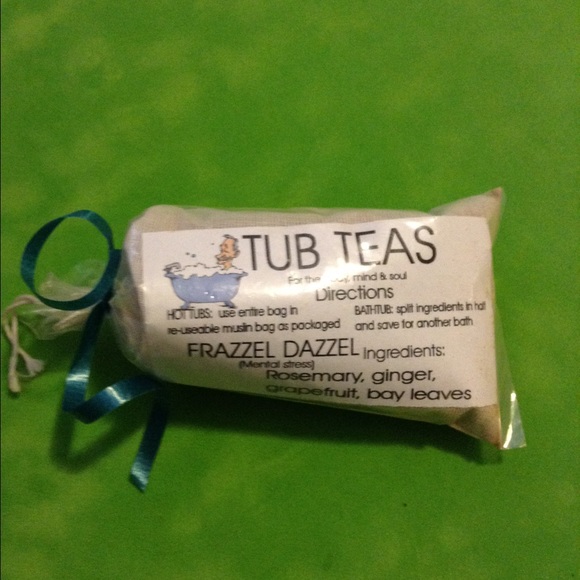 TUB TEAS
For the body, mind & soul
Directions
HOT TUBS: use entire bag in
re-useable muslin bag as packaged
BATHTUB: split ingredients in half
and save for another bath
FRAZZEL DAZZEL
(Mental stress)
Ingredients:
Rosemary, ginger,
grapefruit, bay leaves